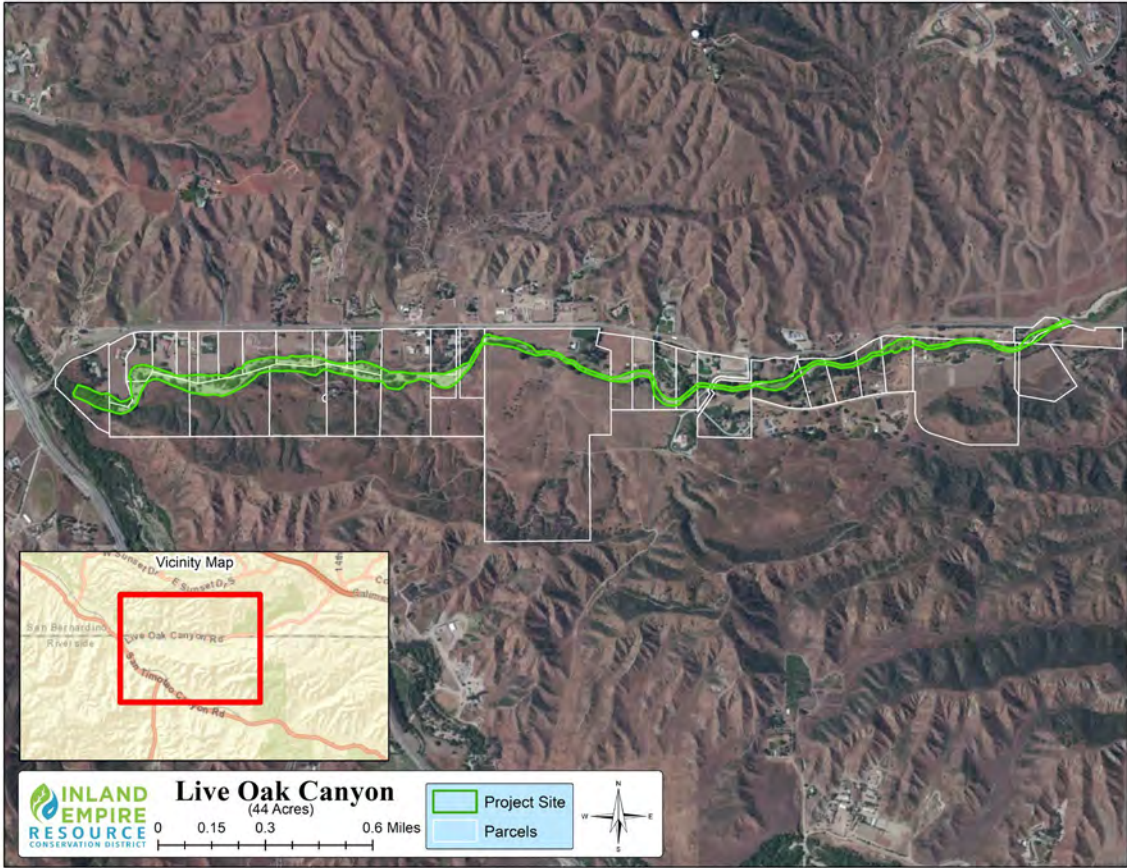 Vicinity Map
W Sunset Dr
E Sunset Dr S
San Bernardino
Riverside
Live Oak Canyon Rd
San Timoteo Canyon Rd
INLAND
EMPIRE
RESOURCE
CONSERVATION DISTRICT
Live Oak Canyon
(44 Acres)
0 0.15 0.3 0.6 Miles
Project Site
Parcels
N
W E
S